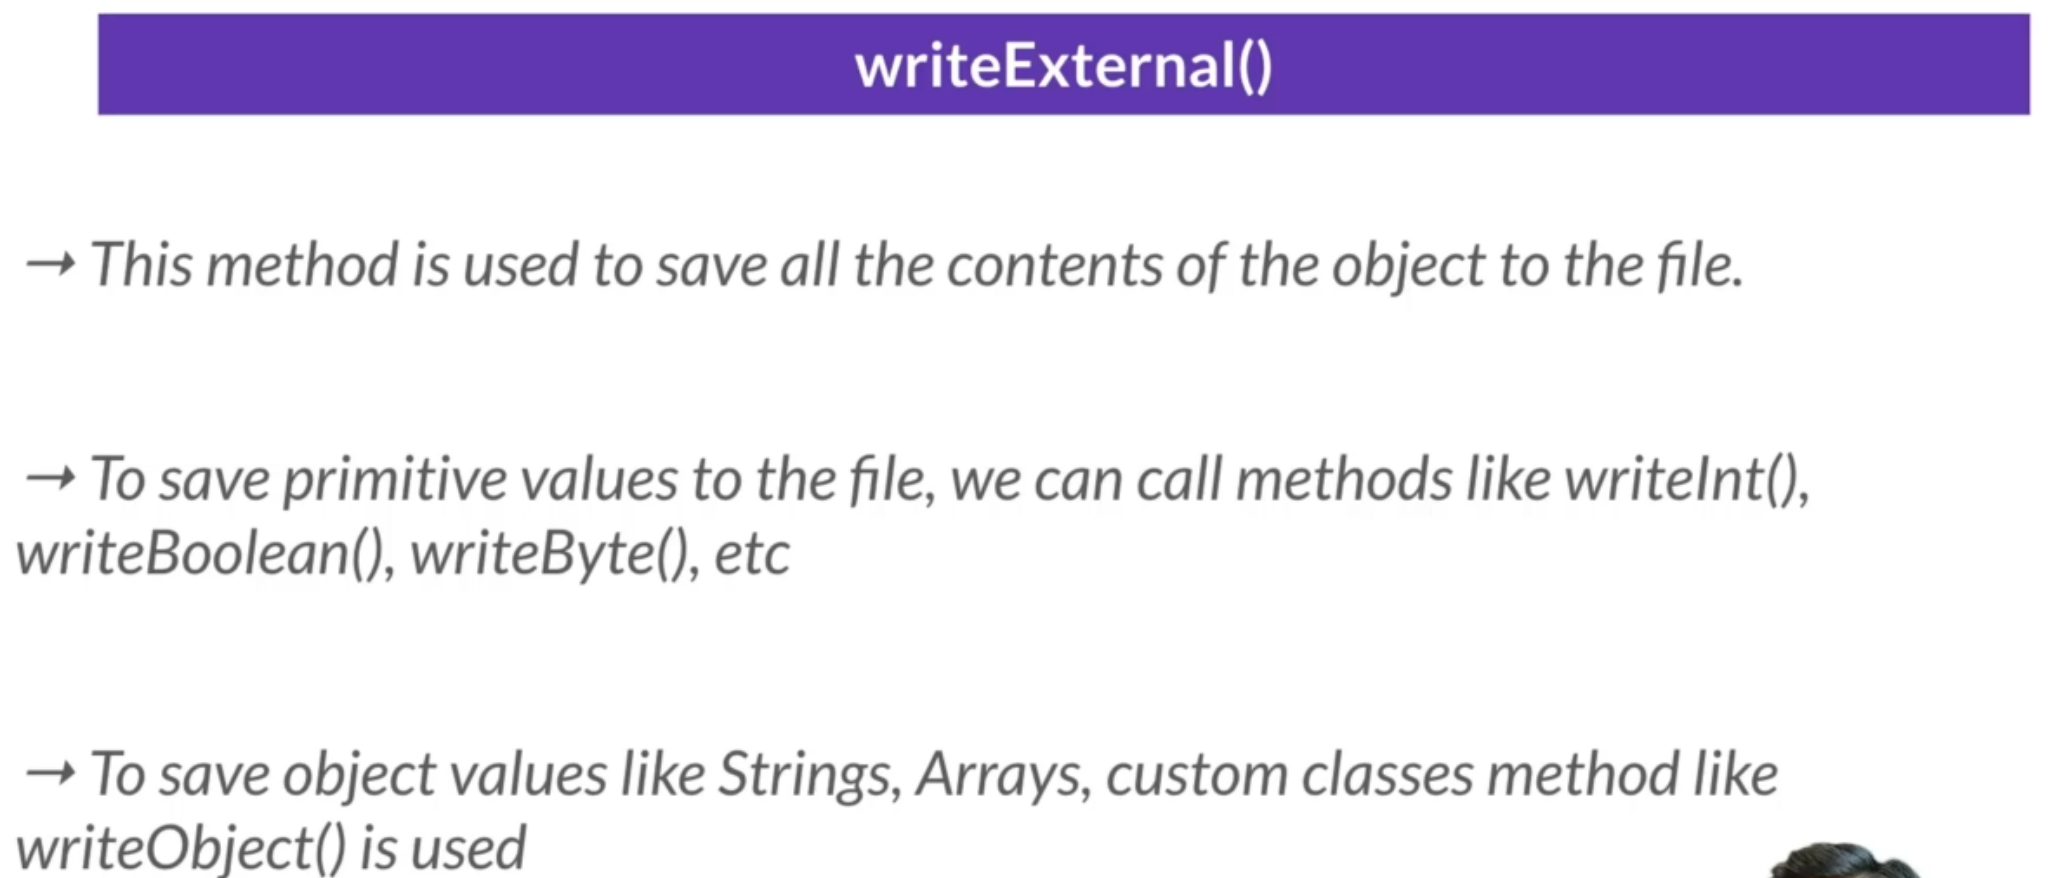 writeExternal()
→ This method is used to save all the contents of the object to the file.
→ To save primitive values to the file, we can call methods like writeInt(),
writeBoolean(), writeByte(), etc
→ To save object values like Strings, Arrays, custom classes method like
writeObject() is used